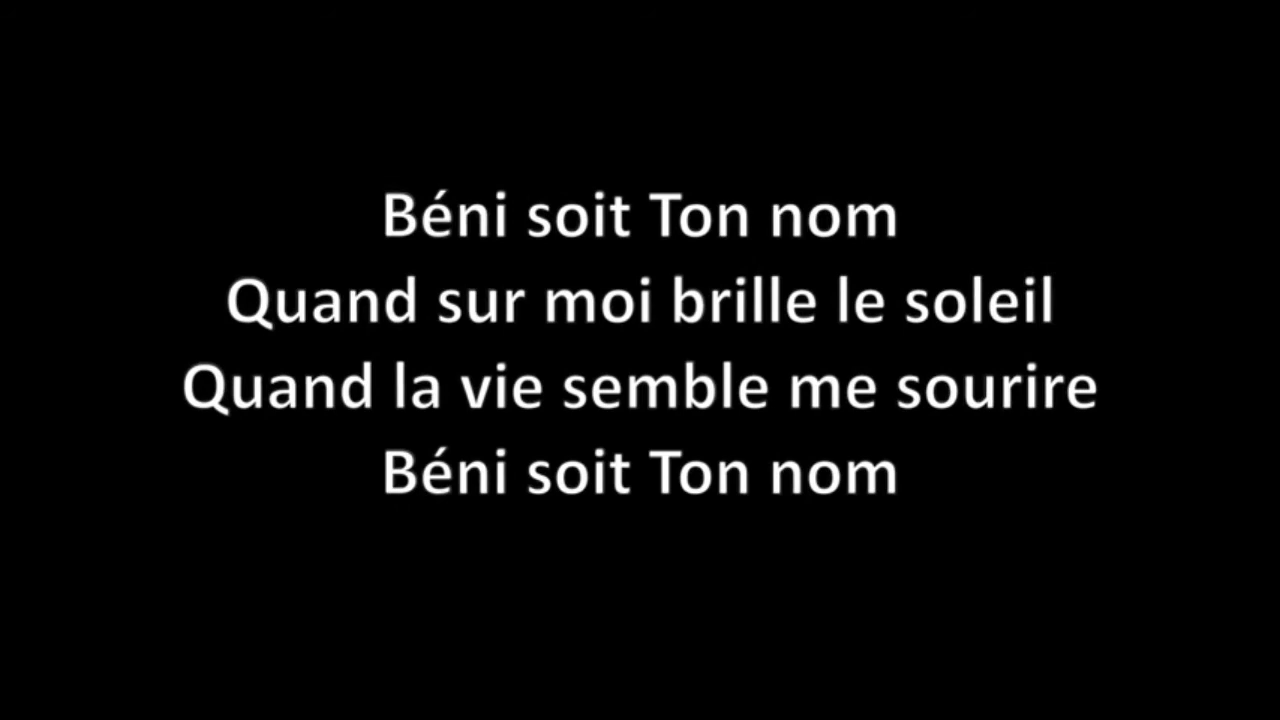 Béni soit Ton nom
Quand sur moi brille le soleil
Quand la vie semble me sourire
Béni soit Ton nom